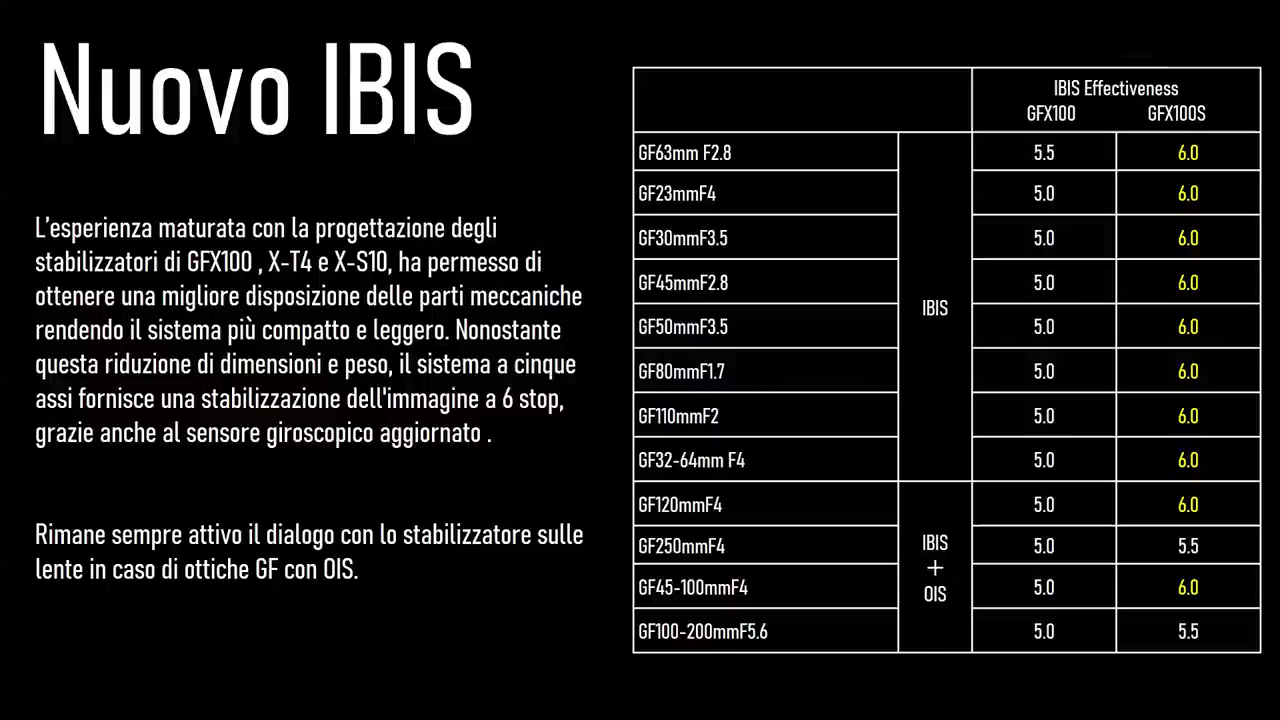 Nuovo IBIS
L'esperienza maturata con la progettazione degli
stabilizzatori di GFX100 , X-T4 e X-S10, ha permesso di
ottenere una migliore disposizione delle parti meccaniche
rendendo il sistema più compatto e leggero. Nonostante
questa riduzione di dimensioni e peso, il sistema a cinque
assi fornisce una stabilizzazione dell'immagine a 6 stop,
grazie anche al sensore giroscopico aggiornato .
Rimane sempre attivo il dialogo con lo stabilizzatore sulle
lente in caso di ottiche GF con OIS.
IBIS Effectiveness
GFX100 GFX100S
GF63mm F2.8 5.5 6.0
GF23mmF4 5.0 6.0
GF30mmF3.5 5.0 6.0
GF45mmF2.8 5.0 6.0
IBIS
GF50mmF3.5 5.0 6.0
GF80mmF1.7 5.0 6.0
GF110mmF2 5.0 6.0
GF32-64mm F4 5.0 6.0
GF120mmF4 5.0 6.0
GF250mmF4 IBIS 5.0 5.5
+
GF45-100mmF4 OIS 5.0 6.0
GF100-200mmF5.6 5.0 5.5